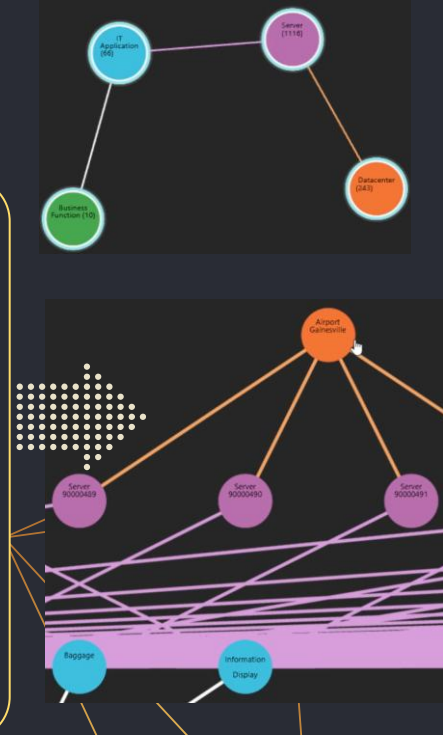 IT
Application
(66)
Server
(1116)
Datacenter
(243)
Business
Function (10)
Airport
Gainesville
Server
90000489
Server
90000490
Server
90000491
Baggage
Information
Display